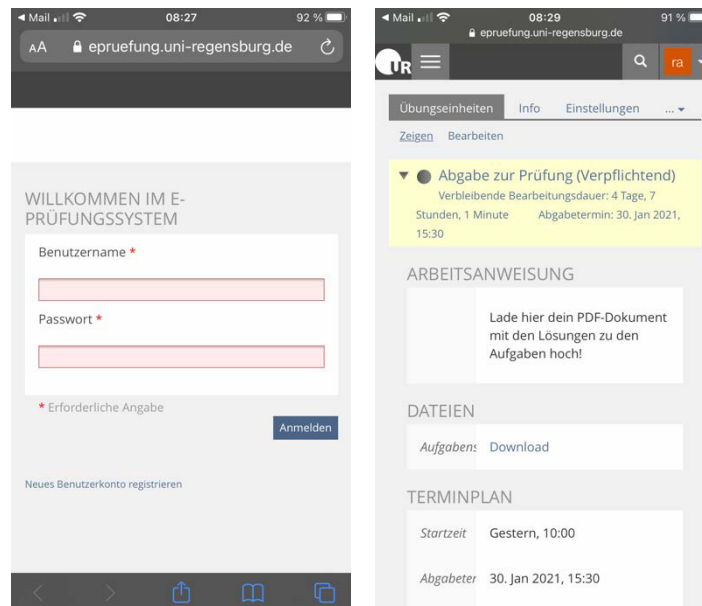 Mail
08:27
92 %
AA epruefung.uni-regensburg.de
WILLKOMMEN IM E-
PRÜFUNGSSYSTEM
Benutzername *
Passwort *
* Erforderliche Angabe
Anmelden
Neues Benutzerkonto registrieren
Mail
08:29
91 %
epruefung.uni-regensburg.de
UR
ra
Übungseinheiten Info Einstellungen ...
Zeigen Bearbeiten
Abgabe zur Prüfung (Verpflichtend)
Verbleibende Bearbeitungsdauer: 4 Tage, 7
Stunden, 1 Minute Abgabetermin: 30. Jan 2021,
15:30
ARBEITSANWEISUNG
Lade hier dein PDF-Dokument
mit den Lösungen zu den
Aufgaben hoch!
DATEIEN
Aufgabens Download
TERMINPLAN
Startzeit Gestern, 10:00
Abgabeter 30. Jan 2021, 15:30